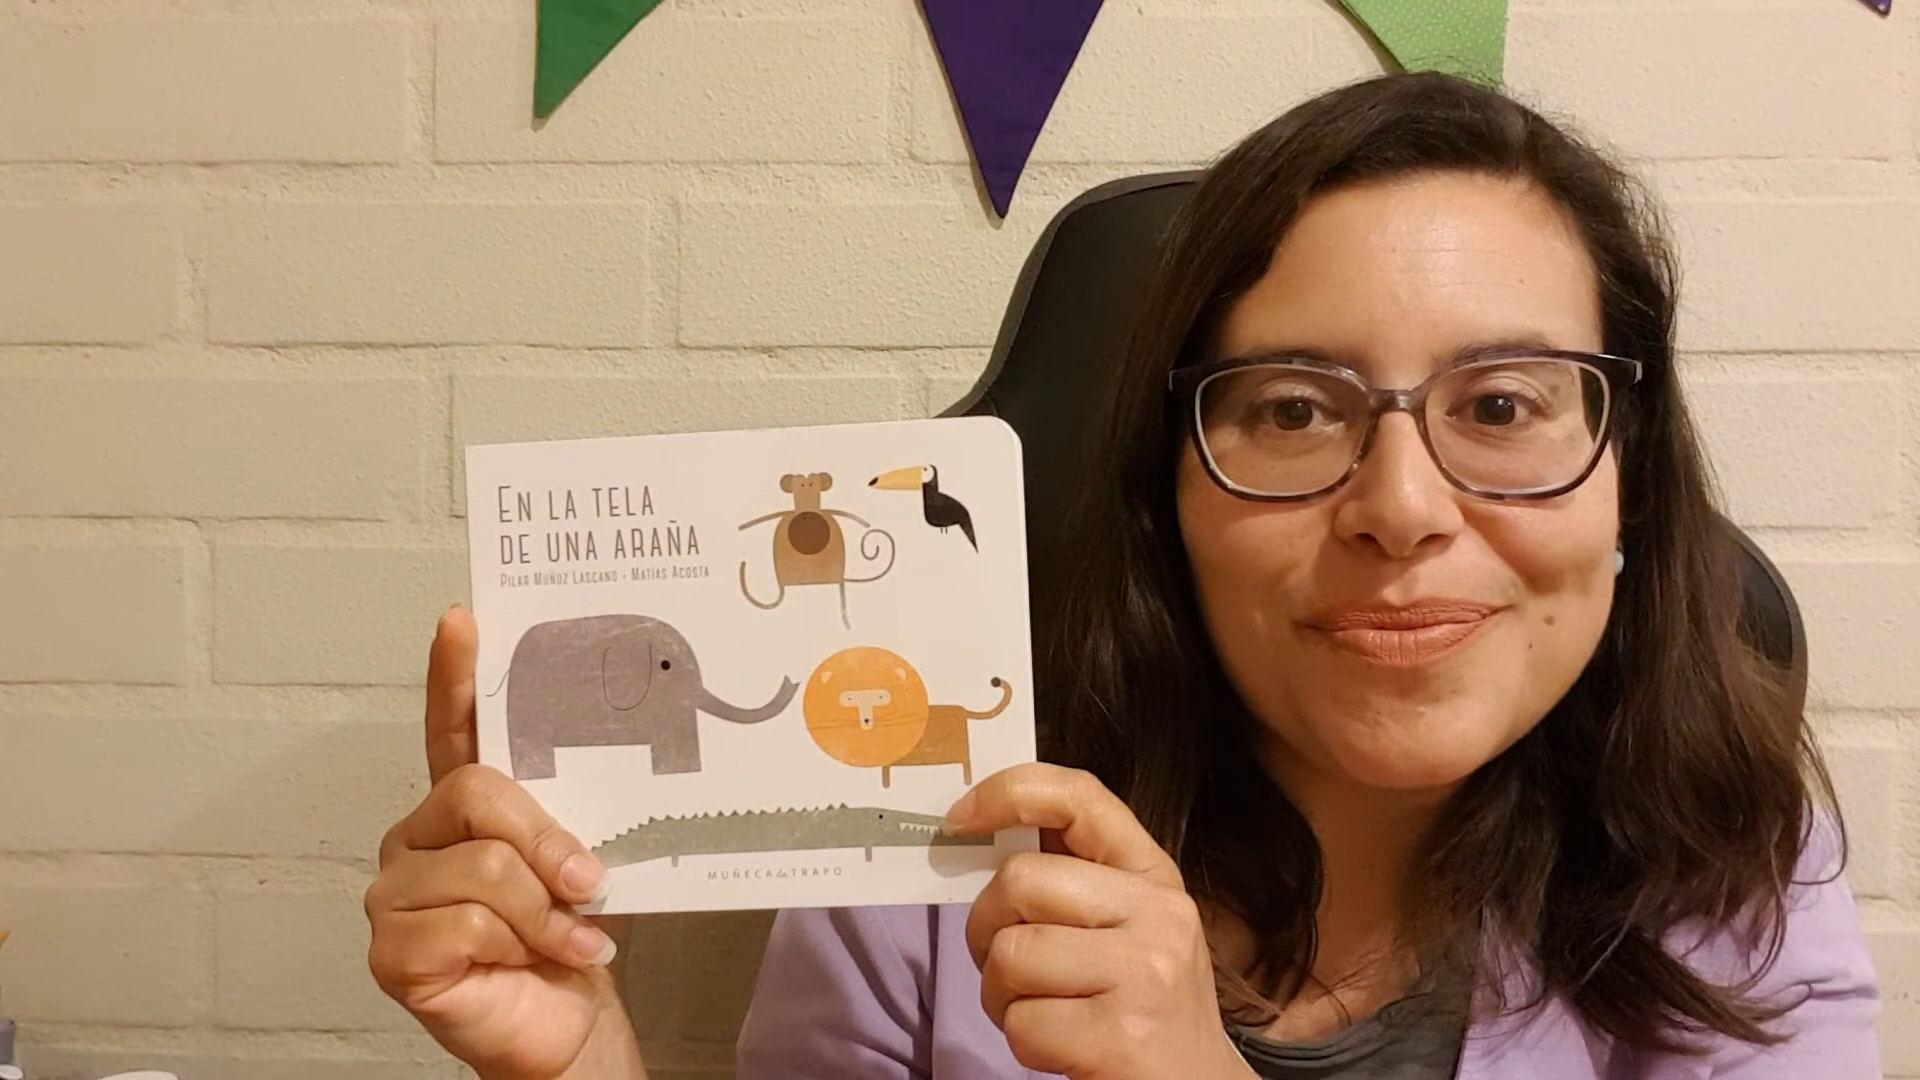 EN LA TELA
DE UNA ARAÑA
PILAR MUÑOZ LASCANO - MATÍAS ACOSTA
MUÑECA de TRAPO